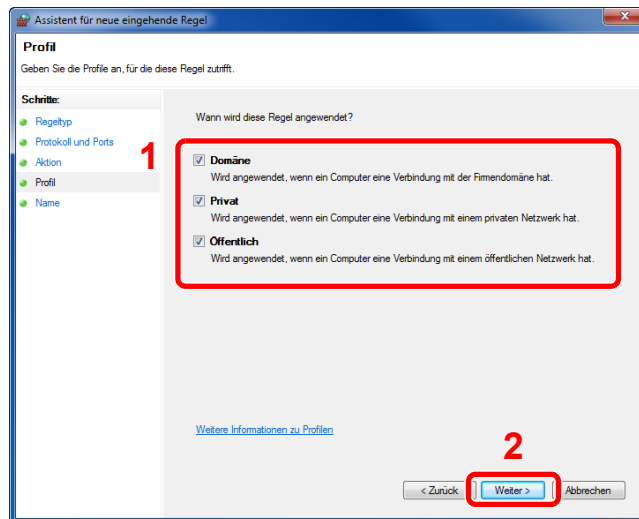 Assistent für neue eingehende Regel
Profil
Geben Sie die Profile an, für die diese Regel zutrifft.
Schritte:
Regeltyp
Protokoll und Ports
Aktion
Profil
Name
1
Wann wird diese Regel angewendet?
Domäne
Wird angewendet, wenn ein Computer eine Verbindung mit der Firmendomäne hat.
Privat
Wird angewendet, wenn ein Computer eine Verbindung mit einem privaten Netzwerk hat.
Öffentlich
Wird angewendet, wenn ein Computer eine Verbindung mit einem öffentlichen Netzwerk hat.
Weitere Informationen zu Profilen
2
< Zurück
Weiter >
Abbrechen